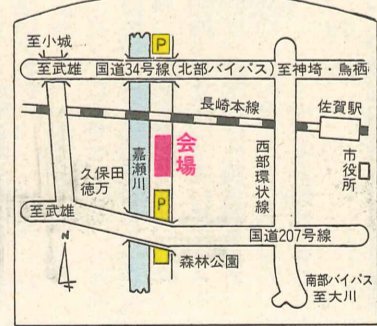 至小城
P
至武雄 国道34号線(北部バイパス) 至神埼・鳥栖
長崎本線
佐賀駅
会場
嘉瀬川
西部環状線
市役所
久保田徳万
P
至武雄
国道207号線
森林公園
N
南部バイパス
至大川